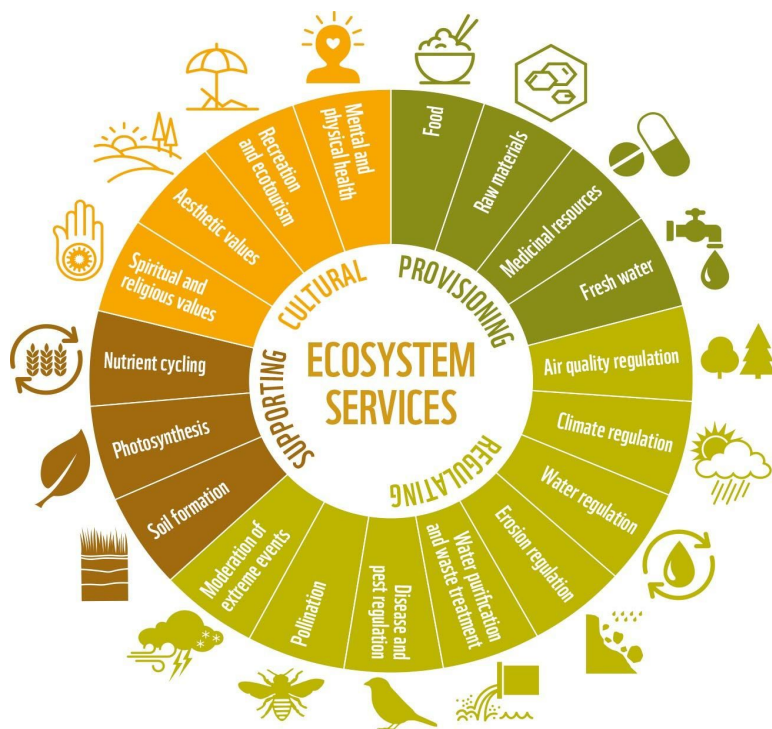 ECOSYSTEM
SERVICES
PROVISIONING
Food
Raw materials
Medicinal resources
Fresh water
REGULATING
Air quality regulation
Climate regulation
Water regulation
Erosion regulation
Water purification
and waste treatment
Disease and
pest regulation
Pollination
Moderation of
extreme events
SUPPORTING
Soil formation
Photosynthesis
Nutrient cycling
CULTURAL
Spiritual and
religious values
Aesthetic values
Recreation
and ecotourism
Mental and
physical health